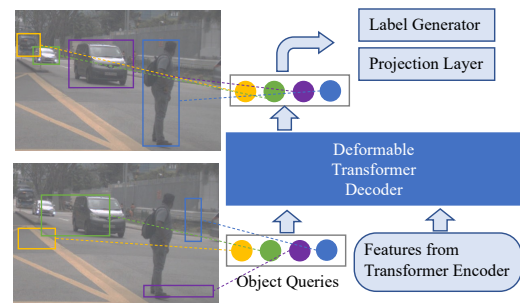 Label Generator
Projection Layer
Deformable
Transformer
Decoder
Features from
Transformer Encoder
Object Queries